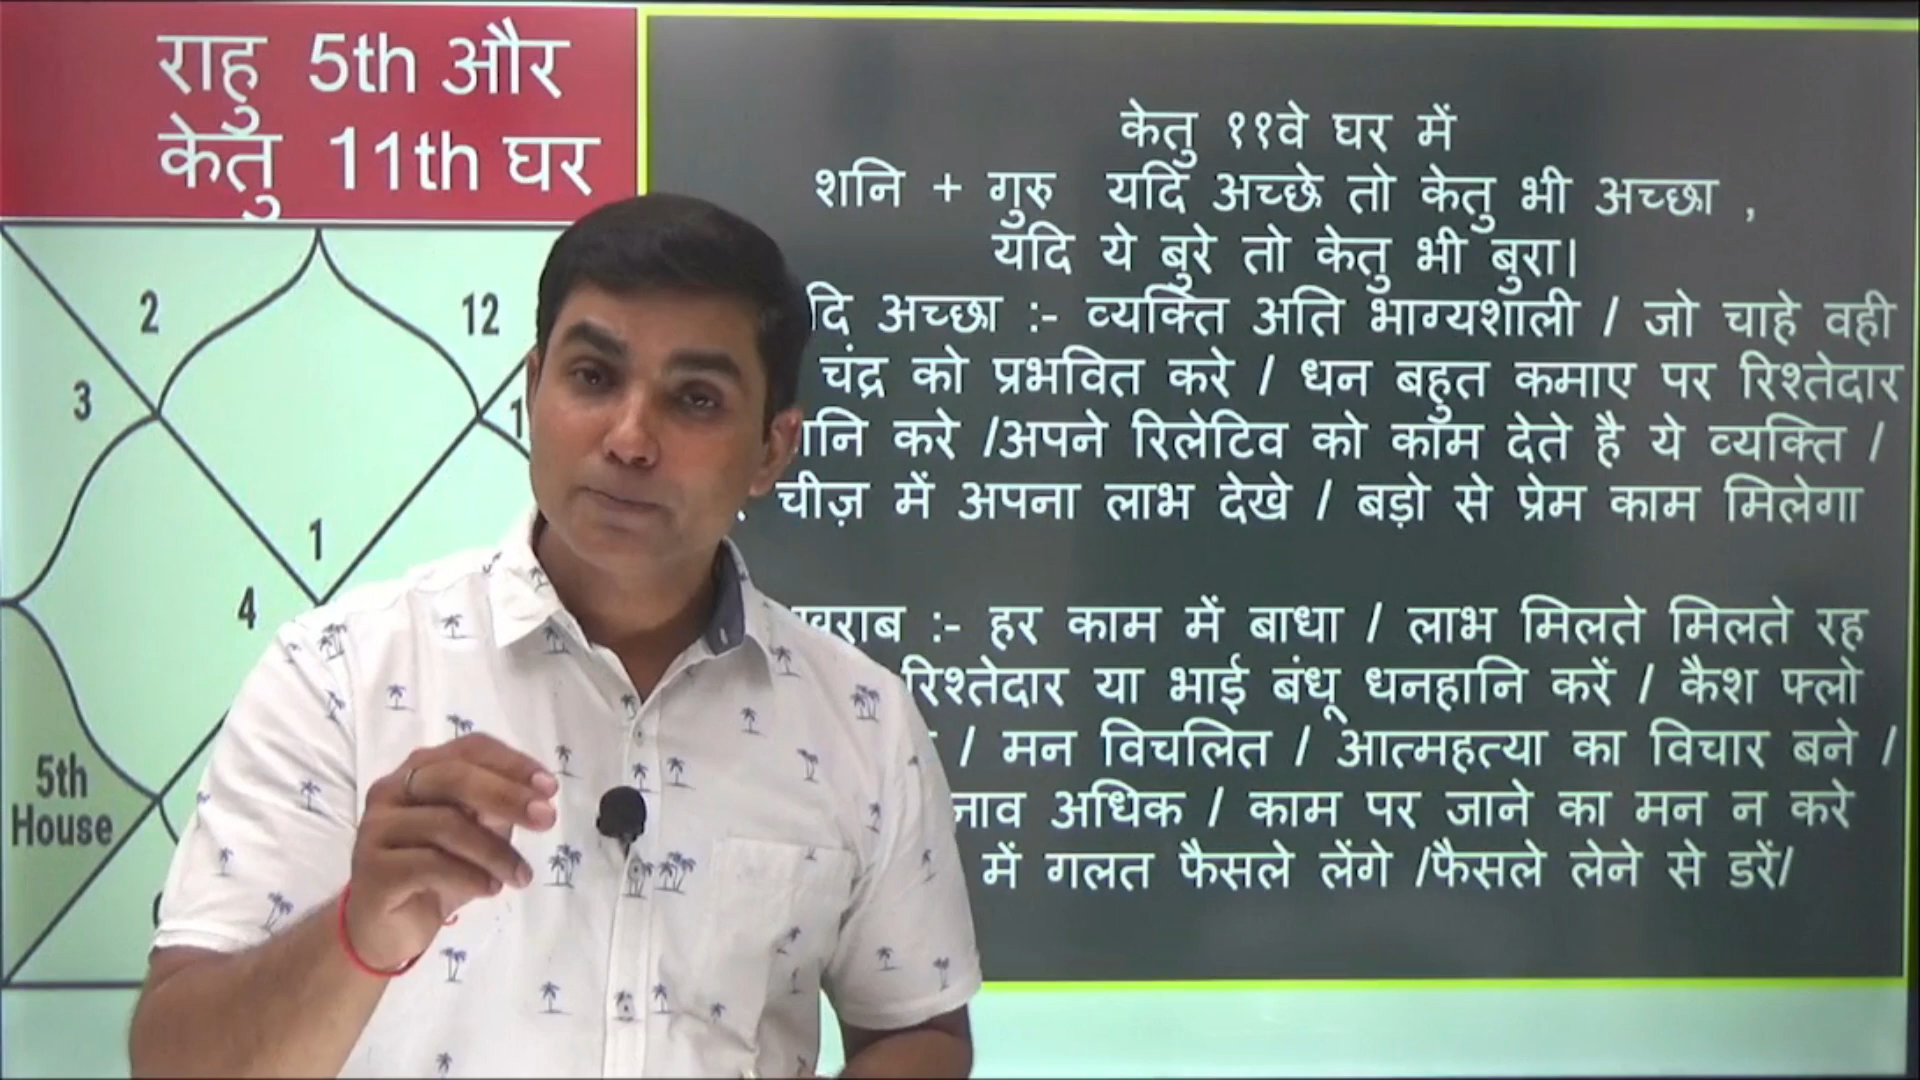 राहु 5th और
केतु 11th घर
केतु ११वे घर में
शनि + गुरु यदि अच्छे तो केतु भी अच्छा ,
यदि ये बुरे तो केतु भी बुरा।
अच्छा :- व्यक्ति अति भाग्यशाली / जो चाहे वही
चंद्र को प्रभवित करे / धन बहुत कमाए पर रिश्तेदार
करे /अपने रिलेटिव को काम देते है ये व्यक्ति /
चीज़ में अपना लाभ देखे / बड़ो से प्रेम काम मिलेगा
:- हर काम में बाधा / लाभ मिलते मिलते रह
रिश्तेदार या भाई बंधू धनहानि करें / कैश फ्लो
/ मन विचलित / आत्महत्या का विचार बने /
अधिक / काम पर जाने का मन न करे
में गलत फैसले लेंगे /फैसले लेने से डरें/
2
12
3
1
4
5th
House